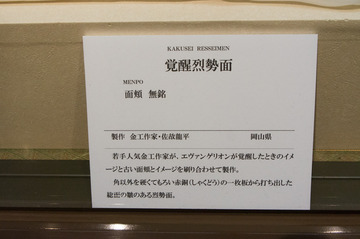 KAKUSEI RESSEIMEN
覚醒烈勢面
MENPO
面頬 無銘
製作 金工作家・佐故龍平 岡山県
若手人気金工作家が、エヴァンゲリオンが覚醒したときのイメ
ージと古い面頬とイメージを刷り合わせて製作。
角以外を硬くてもろい赤銅(しゃくどう)の一枚板から打ち出した
総面の皺のある烈勢面。